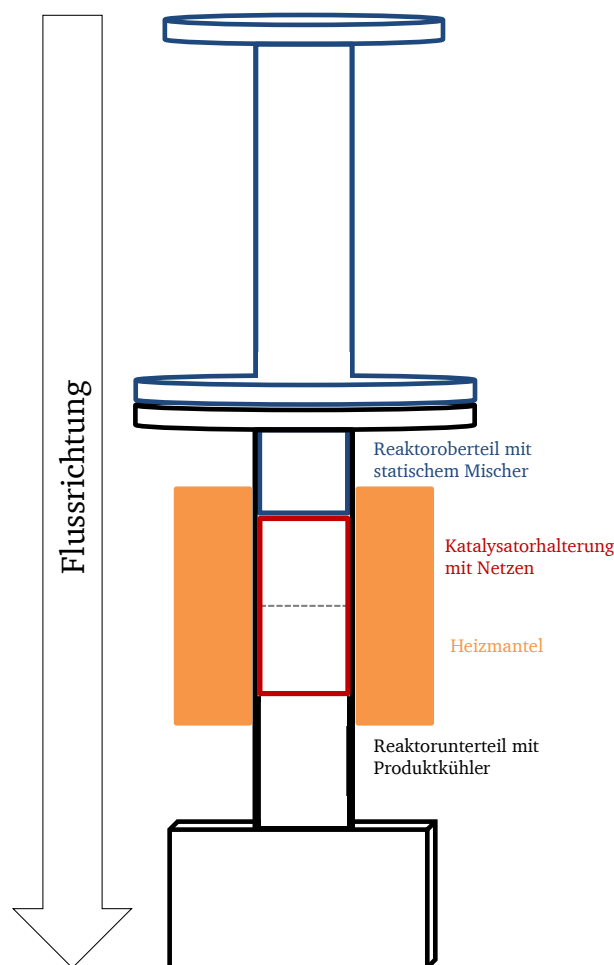 Flussrichtung
Reaktoroberteil mit
statischem Mischer
Katalysatorhalterung
mit Netzen
Heizmantel
Reaktorunterteil mit
Produktkühler